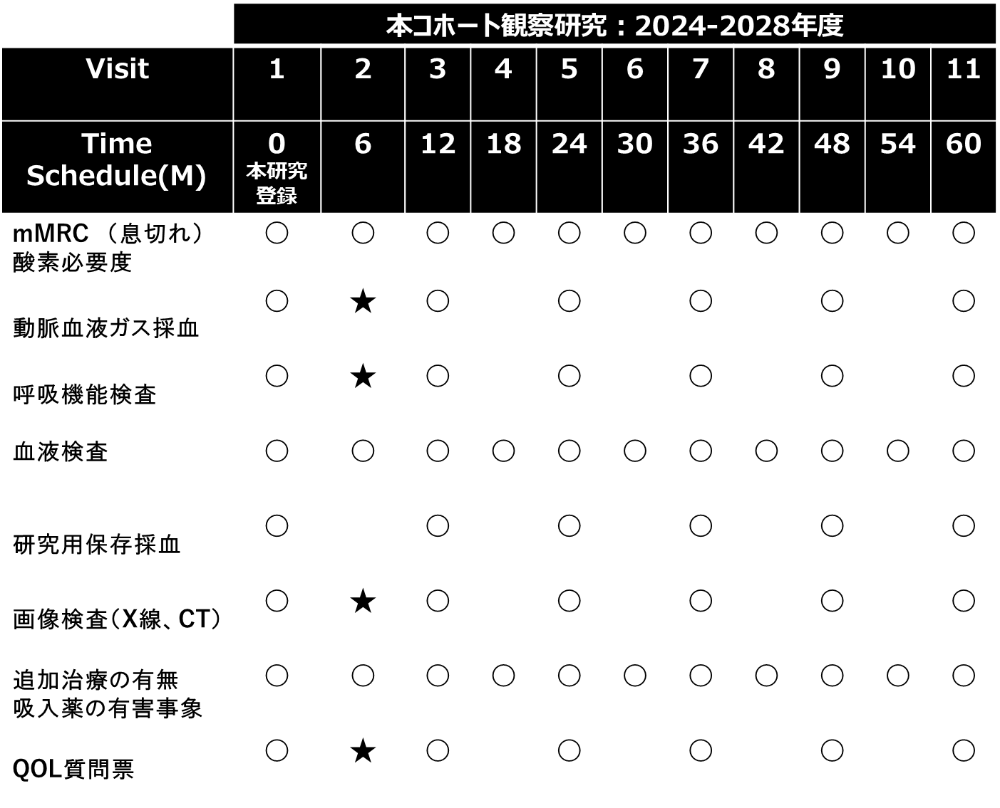 本コホート観察研究：2024-2028年度
Visit 1 2 3 4 5 6 7 8 9 10 11
Time 0 6 12 18 24 30 36 42 48 54 60
Schedule(M) 本研究
登録
mMRC （息切れ） ○ ○ ○ ○ ○ ○ ○ ○ ○ ○ ○
酸素必要度
○ ★ ○ ○ ○ ○ ○
動脈血液ガス採血
○ ★ ○ ○ ○ ○ ○
呼吸機能検査
血液検査 ○ ○ ○ ○ ○ ○ ○ ○ ○ ○ ○
○ ○ ○ ○ ○ ○
研究用保存採血
○ ★ ○ ○ ○ ○ ○
画像検査（X線、CT）
追加治療の有無 ○ ○ ○ ○ ○ ○ ○ ○ ○ ○ ○
吸入薬の有害事象
○ ★ ○ ○ ○ ○ ○
QOL質問票